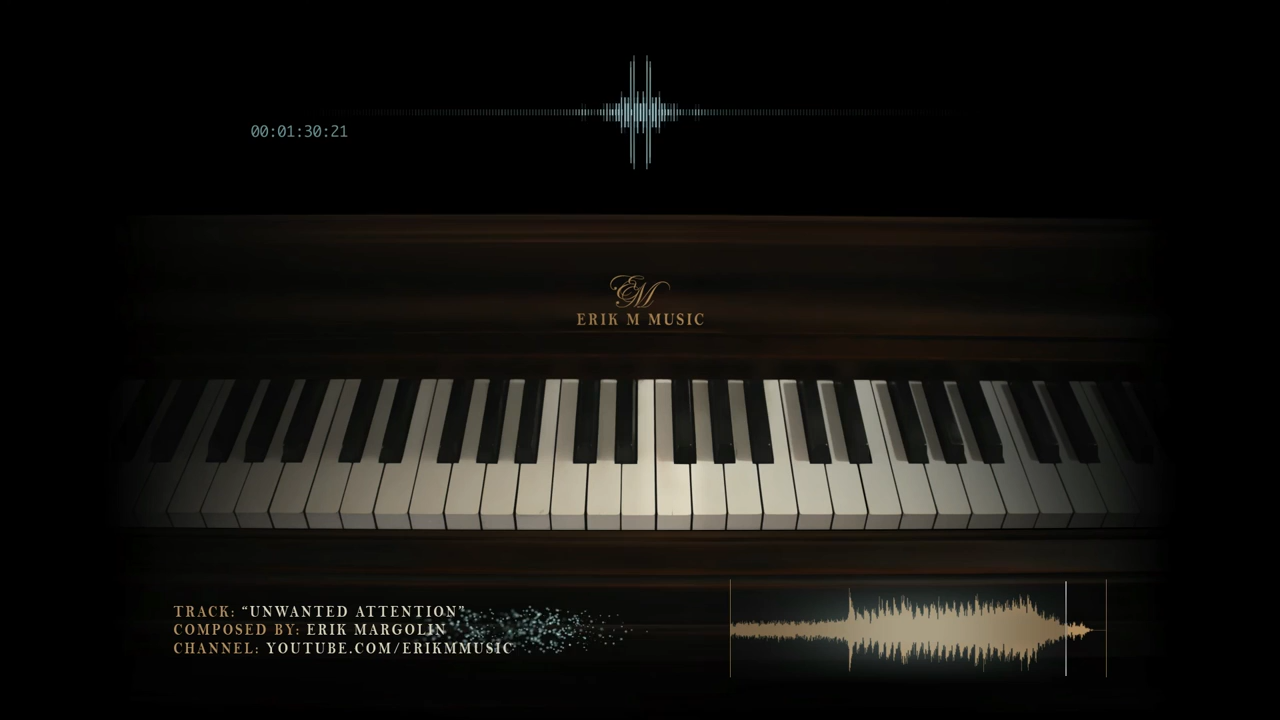 00:01:30:21
EM
ERIK M MUSIC
TRACK: “UNWANTED ATTENTION”
COMPOSED BY: ERIK MARGOLIN
CHANNEL: YOUTUBE.COM/ERIKMMUSIC